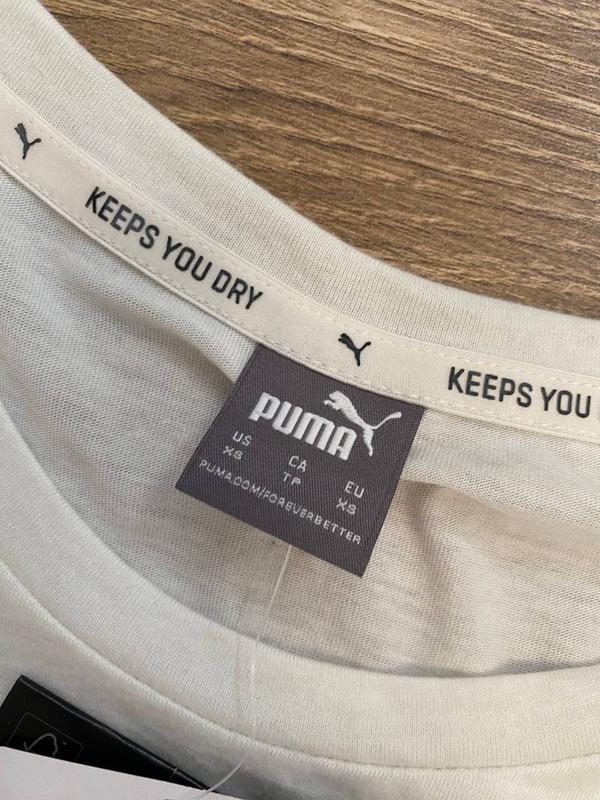 KEEPS YOU DRY
KEEPS YOU
PUMA
US CA EU
XS TP XS
PUMA.COM/FOREVERBETTER